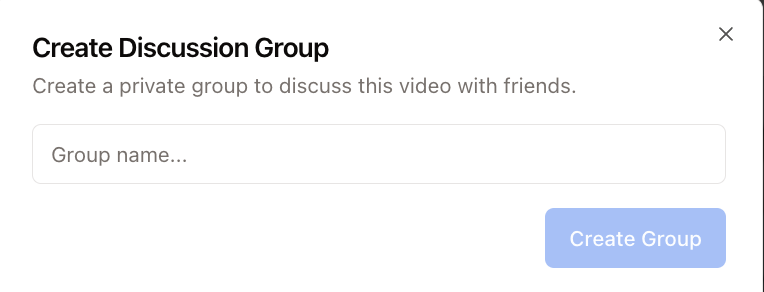 Create Discussion Group
Create a private group to discuss this video with friends.
Group name...
Create Group